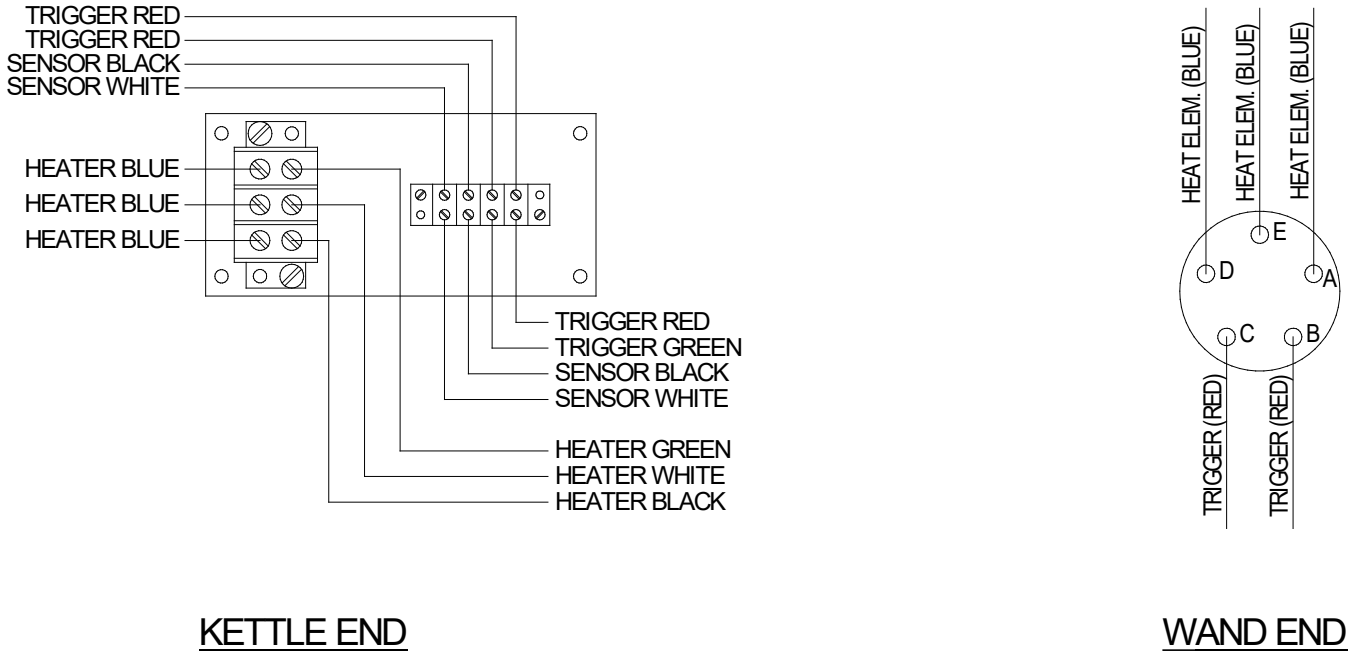 TRIGGER RED
TRIGGER RED
SENSOR BLACK
SENSOR WHITE
HEATER BLUE
HEATER BLUE
HEATER BLUE
TRIGGER RED
TRIGGER GREEN
SENSOR BLACK
SENSOR WHITE
HEATER GREEN
HEATER WHITE
HEATER BLACK
KETTLE END
HEAT ELEM. (BLUE)
HEAT ELEM. (BLUE)
HEAT ELEM. (BLUE)
E
D
A
C
B
TRIGGER (RED)
TRIGGER (RED)
WAND END